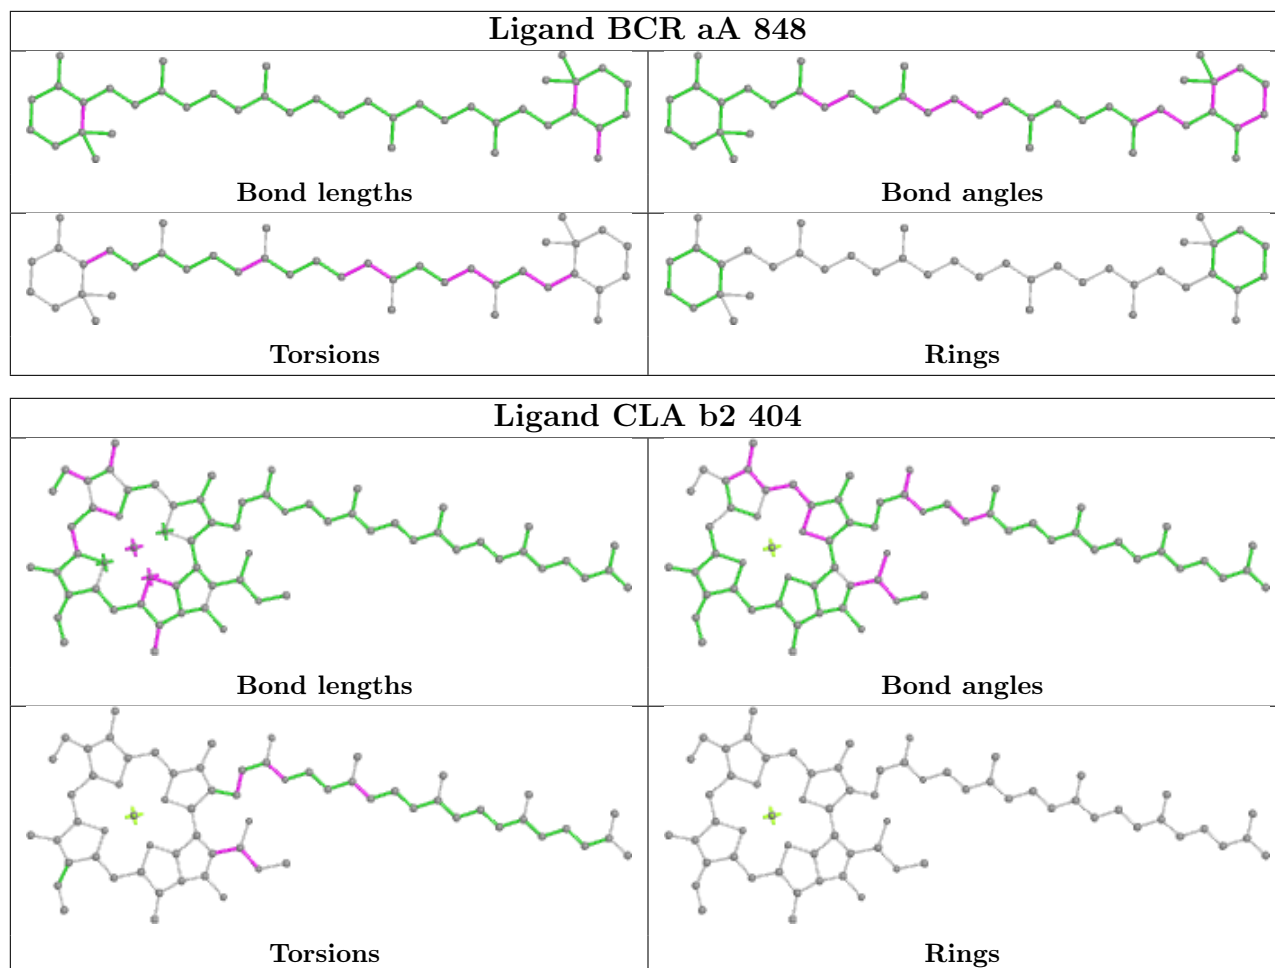 Ligand BCR aA 848
Bond lengths
Bond angles
Torsions
Rings
Ligand CLA b2 404
Bond lengths
Bond angles
Torsions
Rings